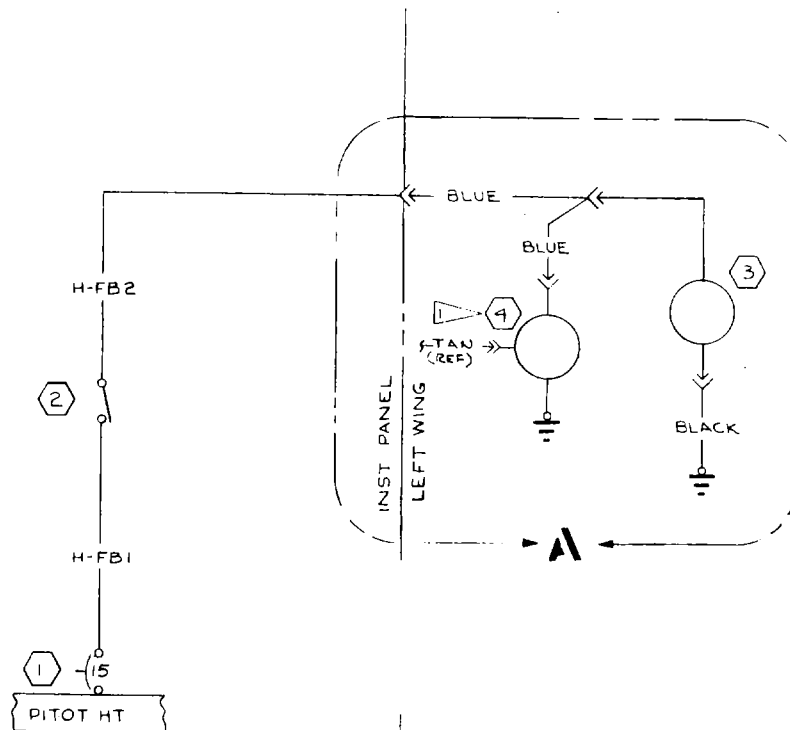 BLUE
BLUE
3
H-FB2
1
4
TAN
(REF)
2
INST PANEL
LEFT WING
BLACK
A
H-FB1
1
15
PITOT HT